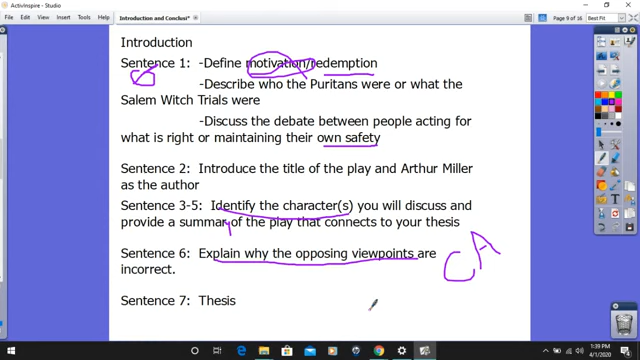 ActivInspire - Studio
File Edit View Insert Tools Help
Introduction and Conclusi*
Page 9 of 16
Best Fit
Introduction
Sentence 1: -Define motivation/redemption
-Describe who the Puritans were or what the
Salem Witch Trials were
-Discuss the debate between people acting for
what is right or maintaining their own safety
Sentence 2: Introduce the title of the play and Arthur Miller
as the author
Sentence 3-5: Identify the character(s) you will discuss and
provide a summary of the play that connects to your thesis
Sentence 6: Explain why the opposing viewpoints are
incorrect.
CA
Sentence 7: Thesis
1:39 PM
4/1/2020